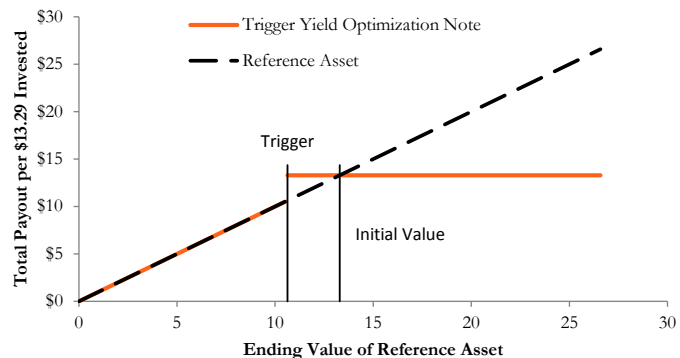 Total Payout per $13.29 Invested
$30
$25
$20
$15
$10
$5
$0
Trigger Yield Optimization Note
Reference Asset
Trigger
Initial Value
0
5
10
15
20
25
30
Ending Value of Reference Asset